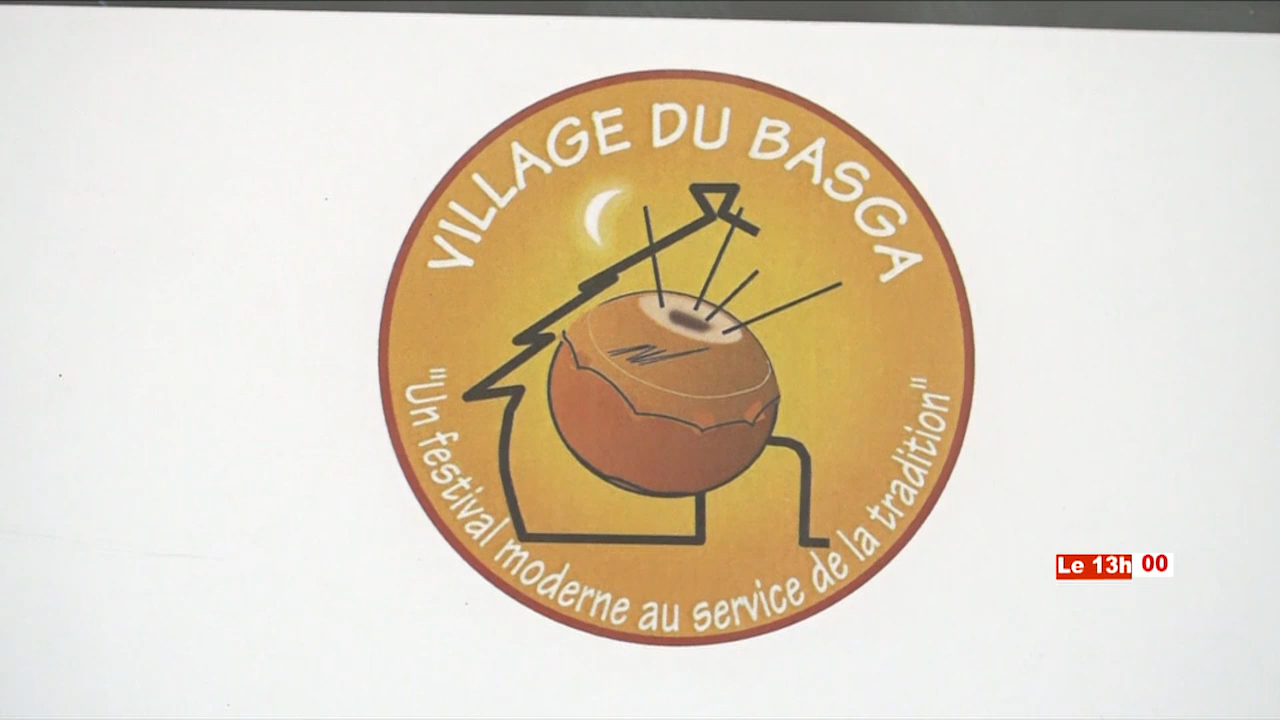 VILLAGE DU BASGA
"Un festival moderne au service de la tradition"
Le 13h 00